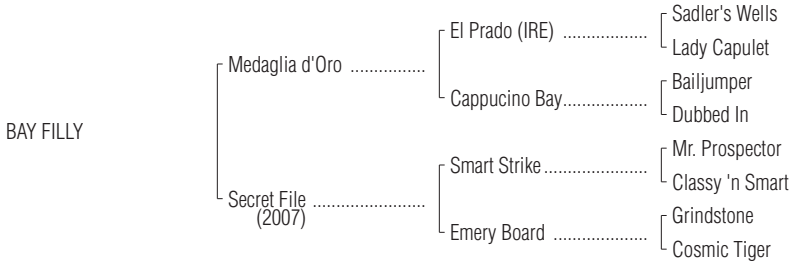 BAY FILLY
Medaglia d'Oro ................
El Prado (IRE) ..................
Sadler's Wells
Lady Capulet
Cappucino Bay..................
Bailjumper
Dubbed In
Secret File ........................
(2007)
Smart Strike......................
Mr. Prospector
Classy 'n Smart
Emery Board ....................
Grindstone
Cosmic Tiger